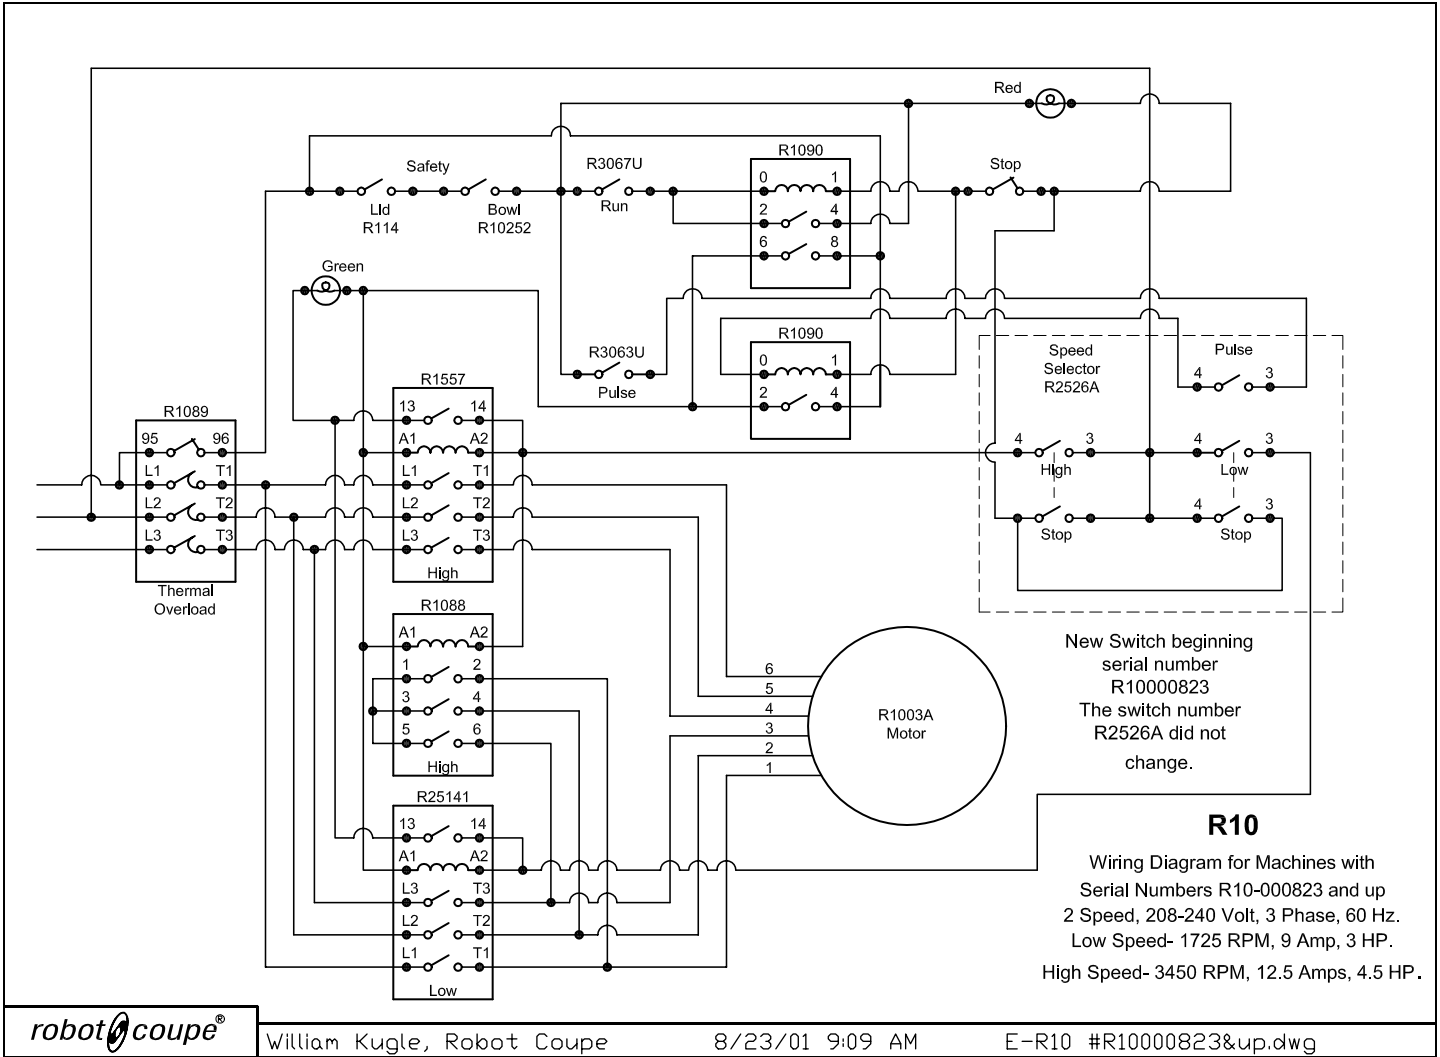 Red
R1090
Stop
Safety
R3067U
0 1
Lid
R114
Bowl
R10252
Run
2 4
6 8
Green
R1090
0 1
2 4
R3063U
Pulse
Speed
Selector
R2526A
Pulse
4 3
R1557
13 14
A1 A2
L1 T1
L2 T2
L3 T3
High
R1089
95 96
L1 T1
L2 T2
L3 T3
Thermal
Overload
4 3
High
4 3
Low
Stop
4 3
Stop
R1088
A1 A2
1 2
3 4
5 6
High
6
5
4
3
2
1
R1003A
Motor
New Switch beginning
serial number
R10000823
The switch number
R2526A did not
change.
R25141
13 14
A1 A2
L3 T3
L2 T2
L1 T1
Low
R10
Wiring Diagram for Machines with
Serial Numbers R10-000823 and up
2 Speed, 208-240 Volt, 3 Phase, 60 Hz.
Low Speed- 1725 RPM, 9 Amp, 3 HP.
High Speed- 3450 RPM, 12.5 Amps, 4.5 HP.
robot coupe®
William Kugle, Robot Coupe 8/23/01 9:09 AM E-R10 #R10000823&up.dwg